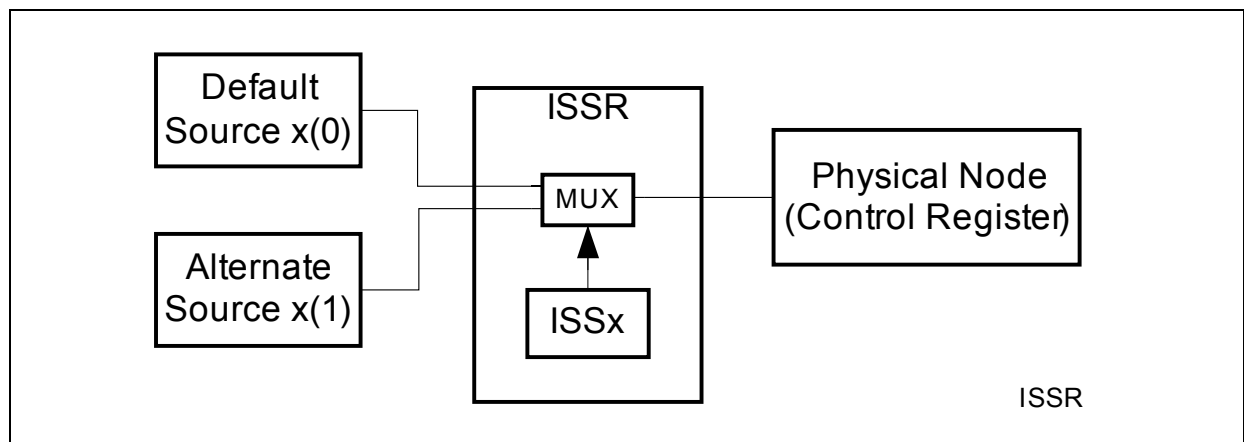 Default
Source x(0)
Alternate
Source x(1)
ISSR
MUX
ISSx
Physical Node
(Control Register)
ISSR